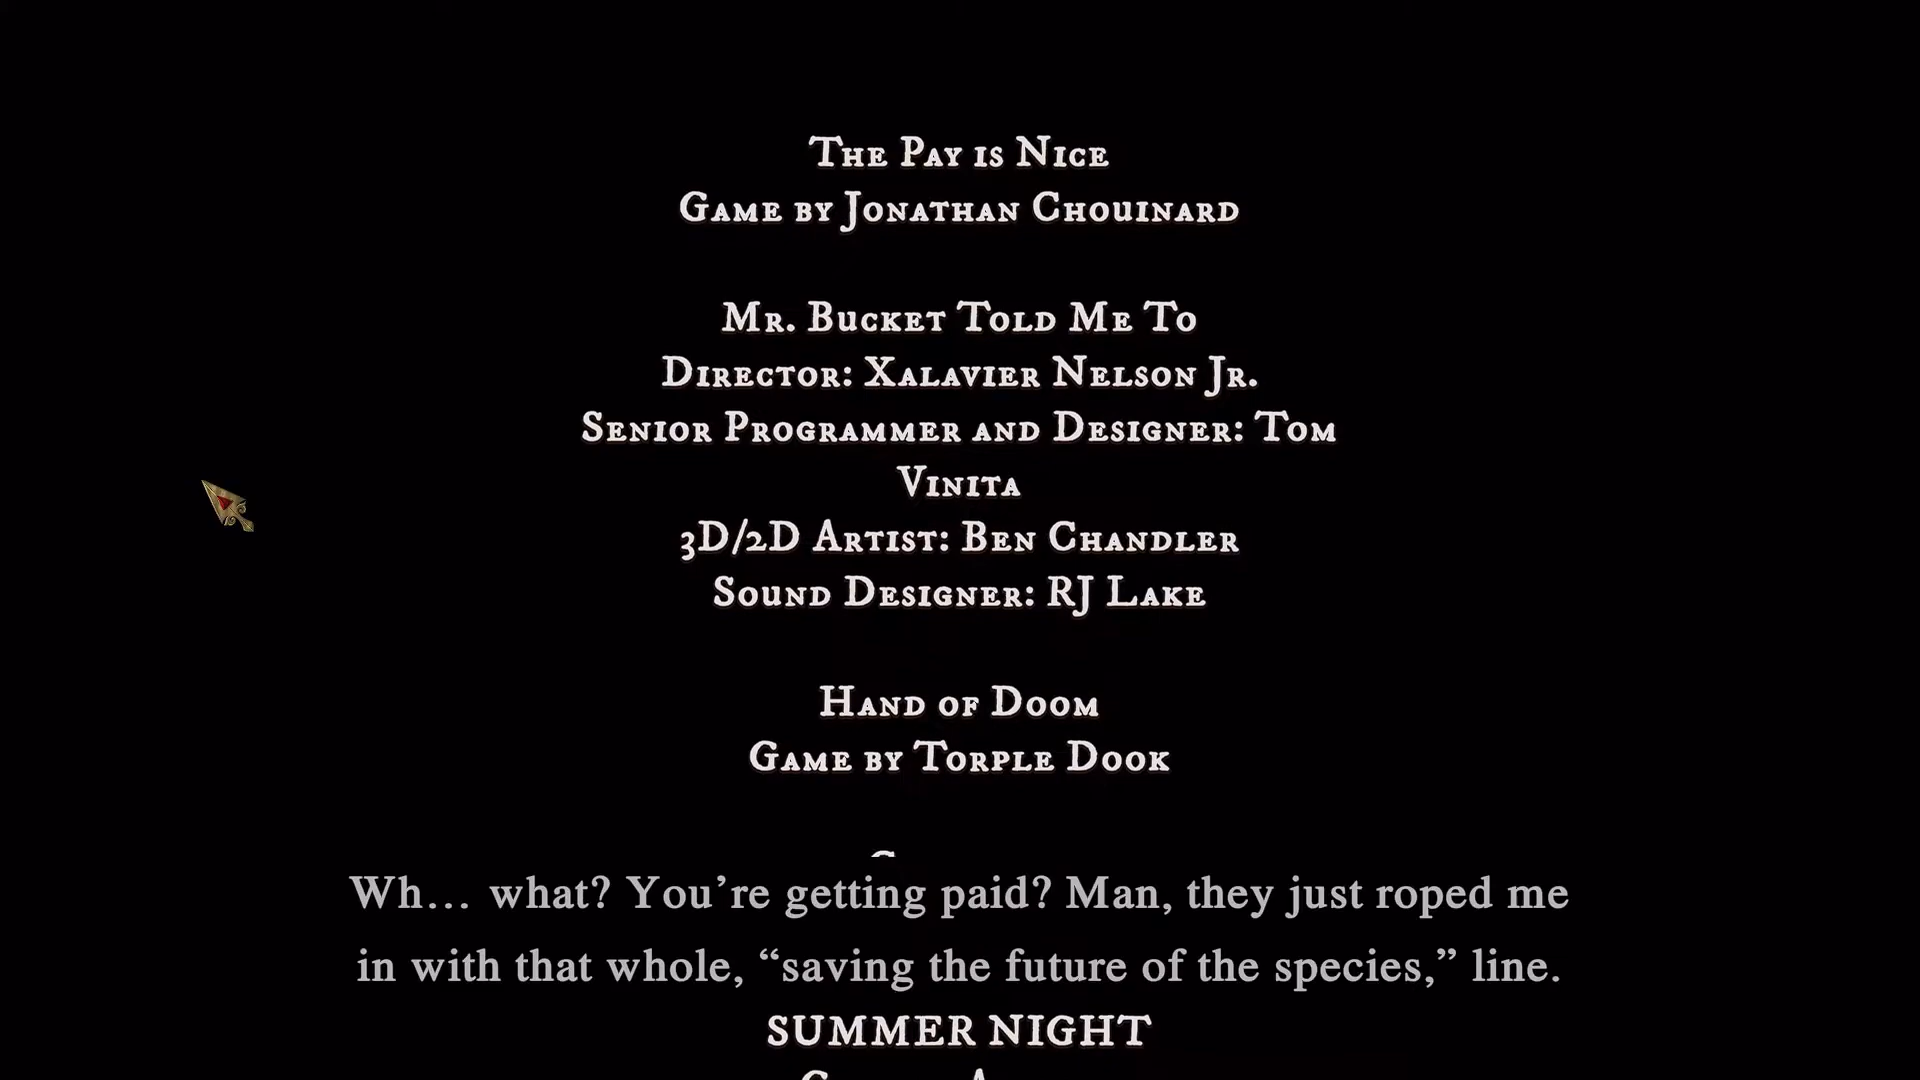 The Pay is Nice
Game by Jonathan Chouinard
Mr. Bucket Told Me To
Director: Xalavier Nelson Jr.
Senior Programmer and Designer: Tom
Vinita
3D/2D Artist: Ben Chandler
Sound Designer: RJ Lake
Hand of Doom
Game by Torple Dook
Wh… what? You’re getting paid? Man, they just roped me
in with that whole, “saving the future of the species,” line.
SUMMER NIGHT